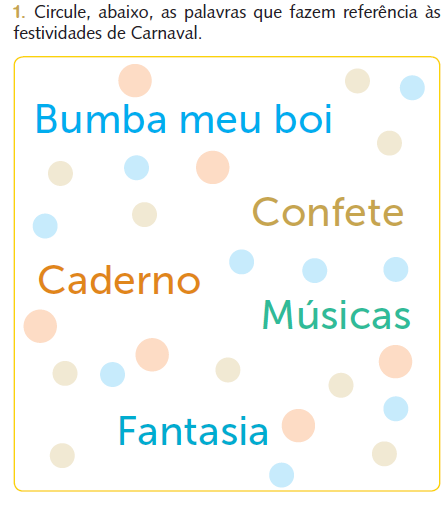 1. Circule, abaixo, as palavras que fazem referência às
festividades de Carnaval.
Bumba meu boi
Confete
Caderno
Músicas
Fantasia